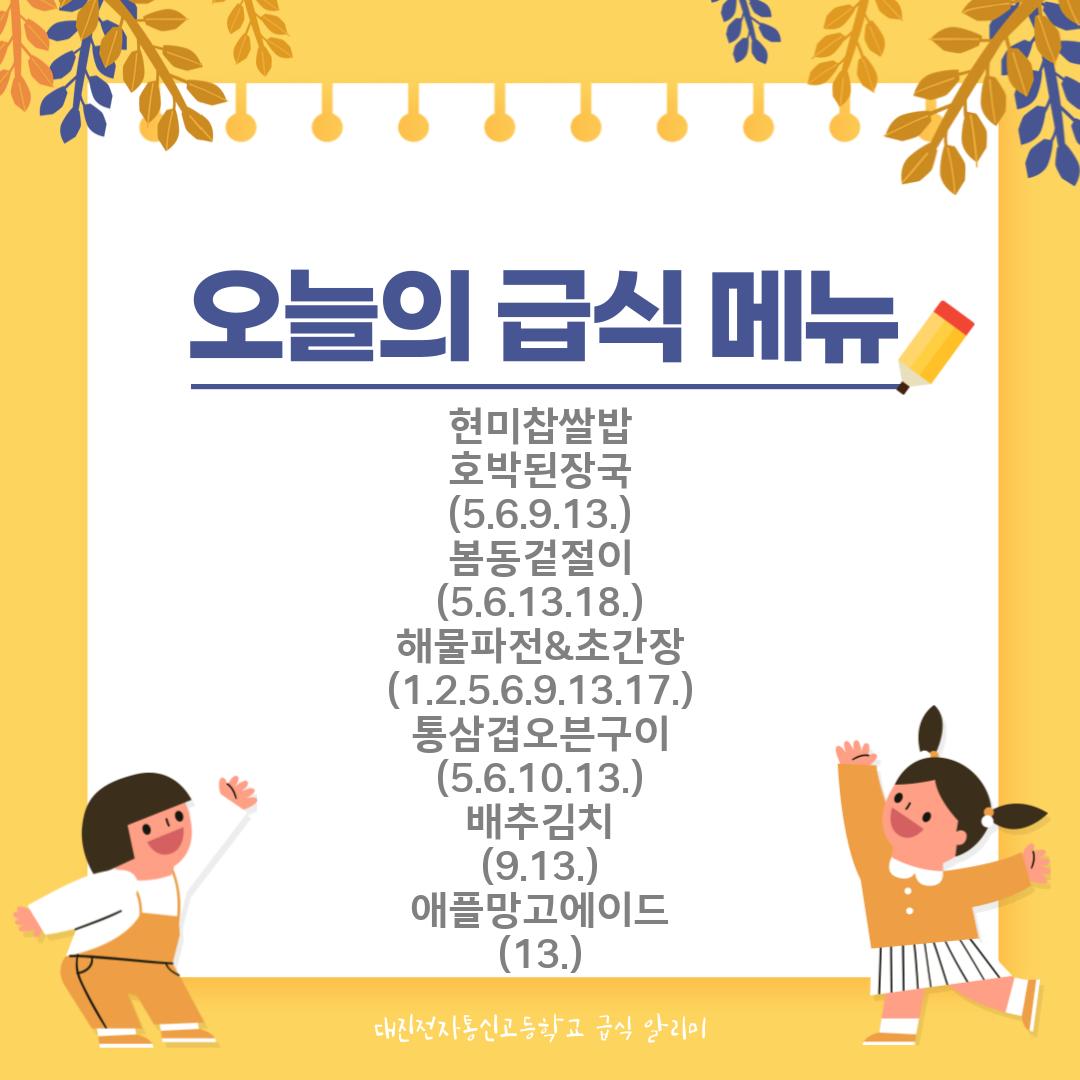 오늘의 급식 메뉴
현미찹쌀밥
호박된장국
(5.6.9.13.)
봄동겉절이
(5.6.13.18.)
해물파전&초간장
(1.2.5.6.9.13.17.)
통삼겹오븐구이
(5.6.10.13.)
배추김치
(9.13.)
애플망고에이드
(13.)
대진전자통신고등학교 급식 알리미